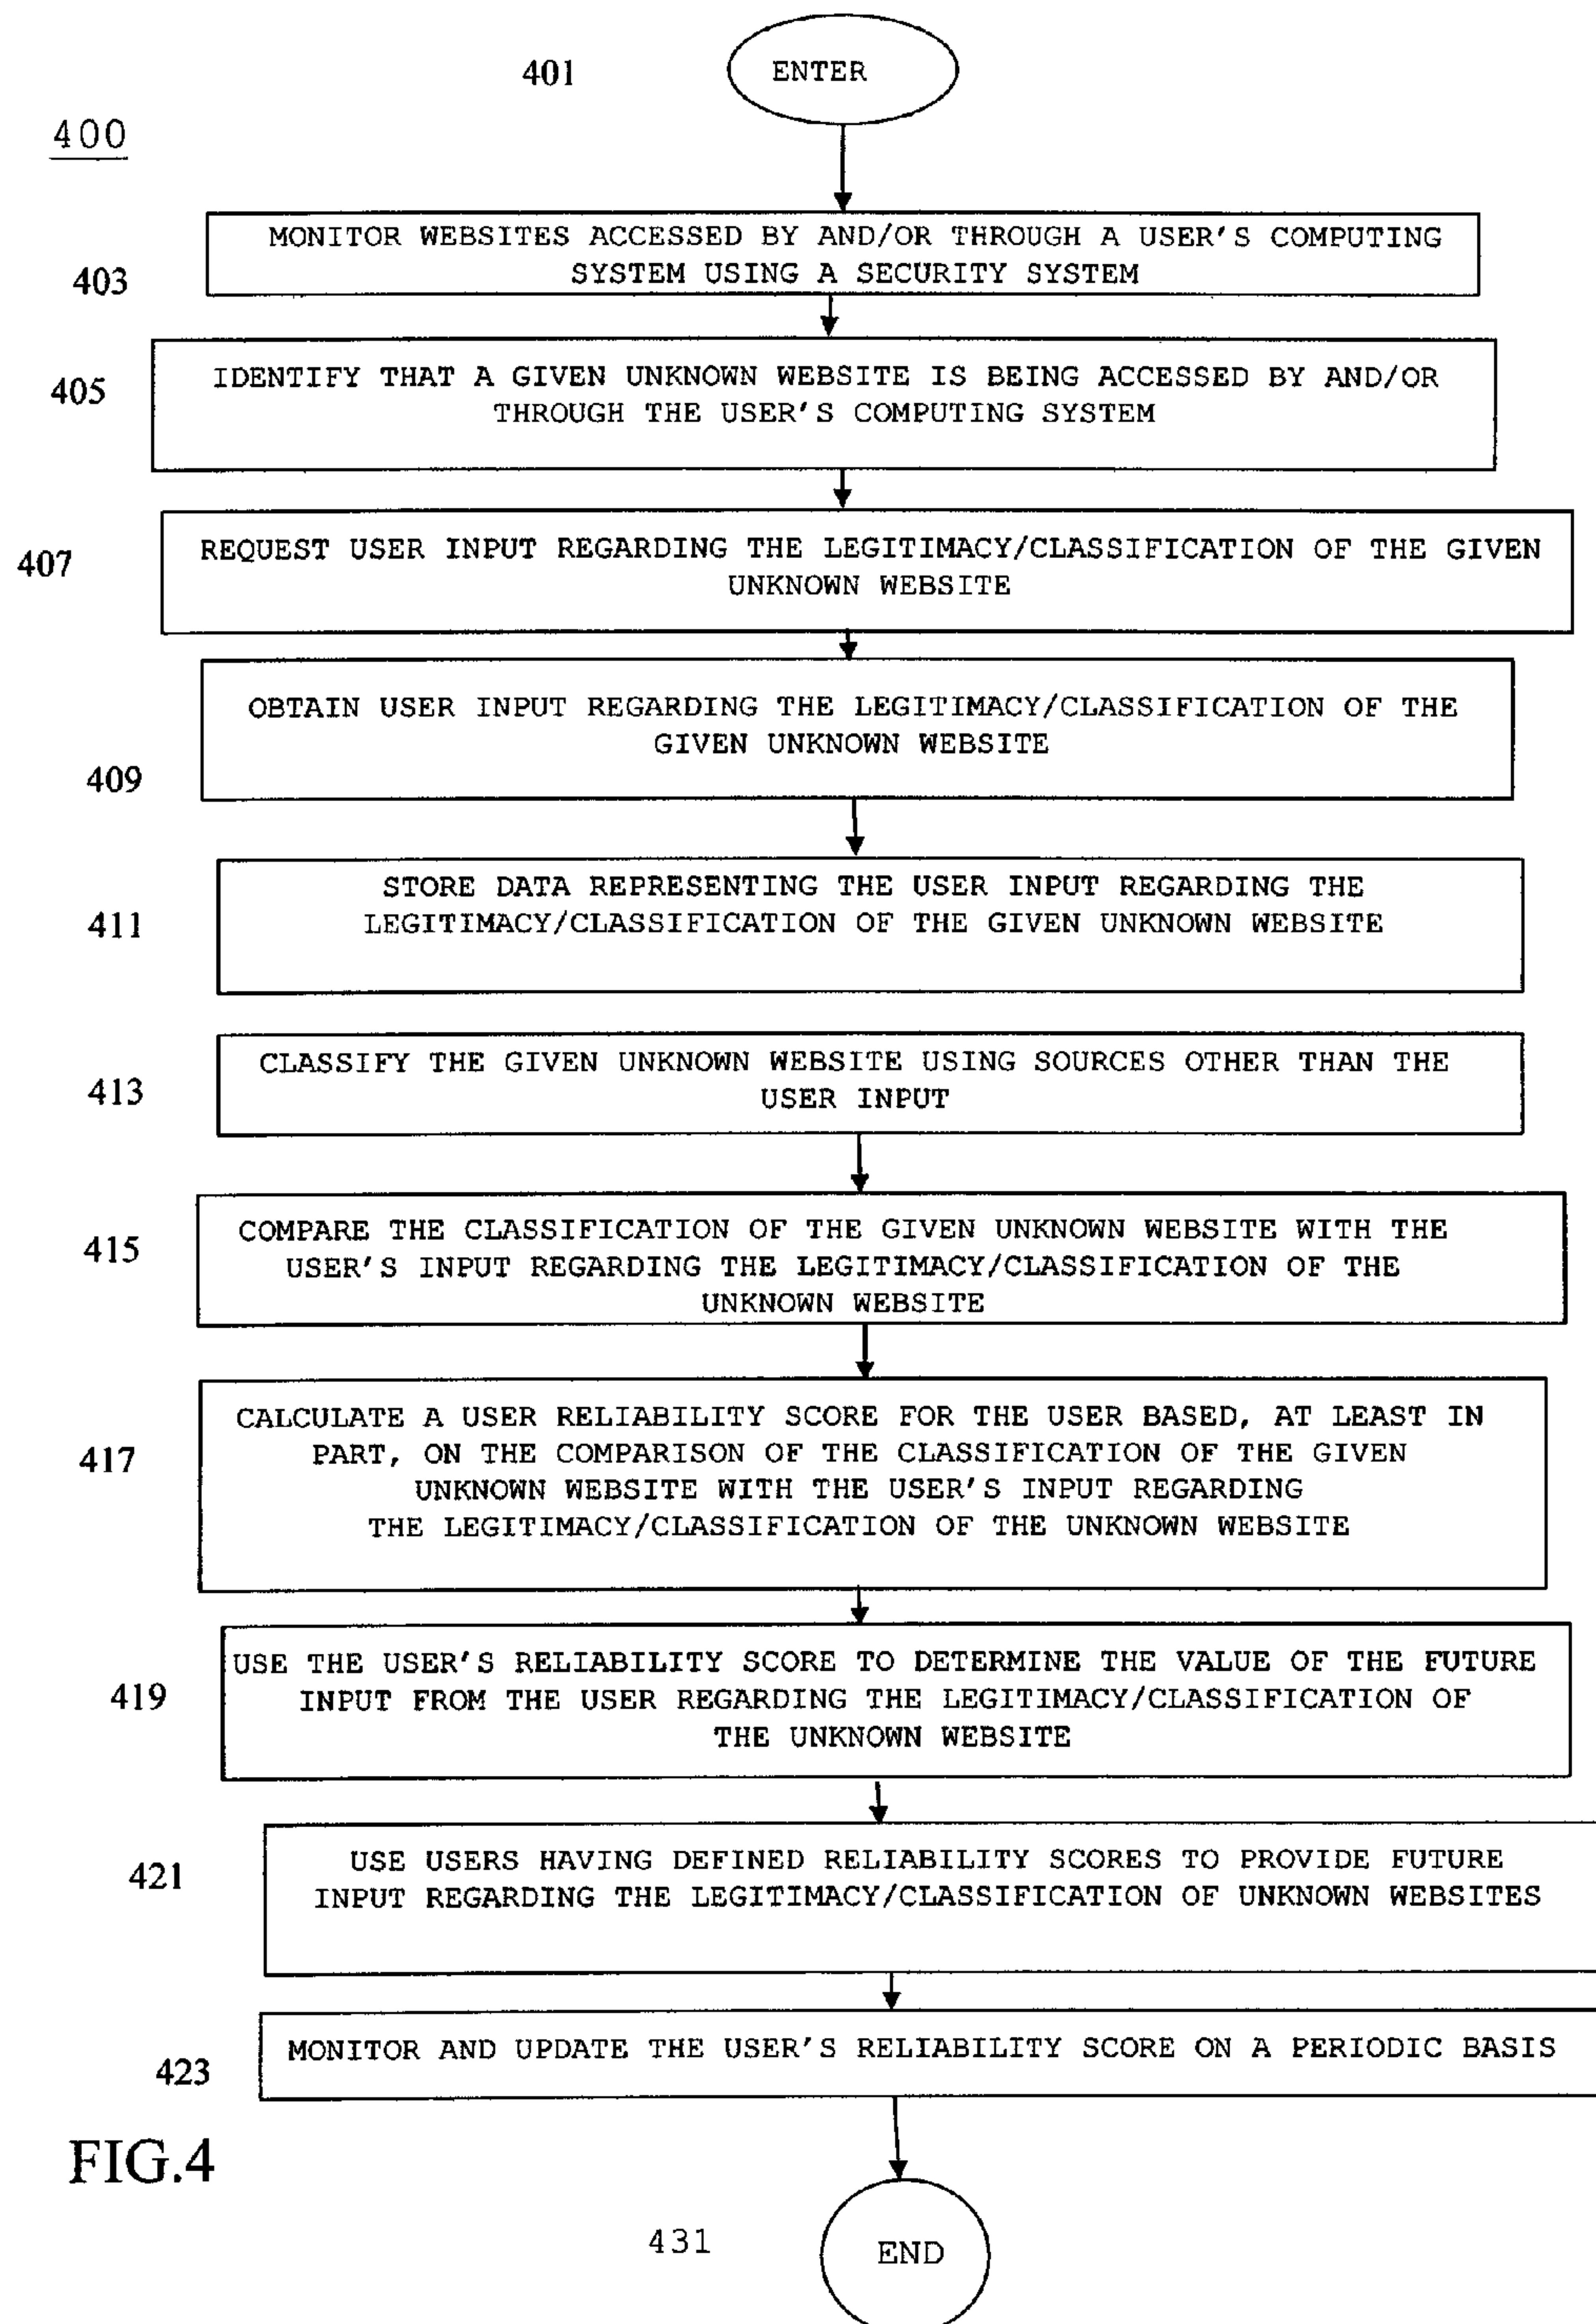 401
ENTER
400
MONITOR WEBSITES ACCESSED BY AND/OR THROUGH A USER'S COMPUTING
SYSTEM USING A SECURITY SYSTEM
403
IDENTIFY THAT A GIVEN UNKNOWN WEBSITE IS BEING ACCESSED BY AND/OR
THROUGH THE USER'S COMPUTING SYSTEM
405
REQUEST USER INPUT REGARDING THE LEGITIMACY/CLASSIFICATION OF THE GIVEN
UNKNOWN WEBSITE
407
OBTAIN USER INPUT REGARDING THE LEGITIMACY/CLASSIFICATION OF THE
GIVEN UNKNOWN WEBSITE
409
STORE DATA REPRESENTING THE USER INPUT REGARDING THE
LEGITIMACY/CLASSIFICATION OF THE GIVEN UNKNOWN WEBSITE
411
CLASSIFY THE GIVEN UNKNOWN WEBSITE USING SOURCES OTHER THAN THE
USER INPUT
413
COMPARE THE CLASSIFICATION OF THE GIVEN UNKNOWN WEBSITE WITH THE
USER'S INPUT REGARDING THE LEGITIMACY/CLASSIFICATION OF THE
UNKNOWN WEBSITE
415
CALCULATE A USER RELIABILITY SCORE FOR THE USER BASED, AT LEAST IN
PART, ON THE COMPARISON OF THE CLASSIFICATION OF THE GIVEN
UNKNOWN WEBSITE WITH THE USER'S INPUT REGARDING
THE LEGITIMACY/CLASSIFICATION OF THE UNKNOWN WEBSITE
417
USE THE USER'S RELIABILITY SCORE TO DETERMINE THE VALUE OF THE FUTURE
INPUT FROM THE USER REGARDING THE LEGITIMACY/CLASSIFICATION OF
THE UNKNOWN WEBSITE
419
USE USERS HAVING DEFINED RELIABILITY SCORES TO PROVIDE FUTURE
INPUT REGARDING THE LEGITIMACY/CLASSIFICATION OF UNKNOWN WEBSITES
421
MONITOR AND UPDATE THE USER'S RELIABILITY SCORE ON A PERIODIC BASIS
423
FIG.4
431
END